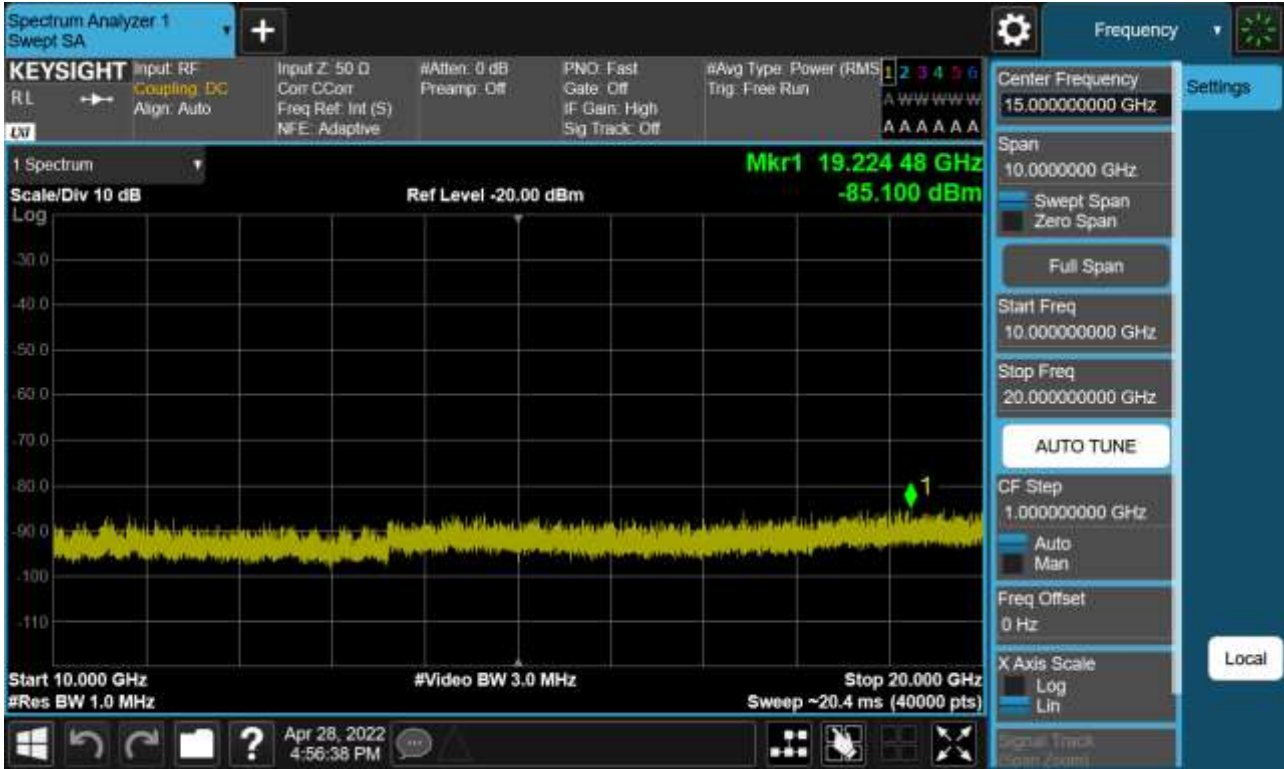 Spectrum Analyzer 1
Swept SA
+
Frequency
KEYSIGHT
RL
LXI
Input: RF
Coupling: DC
Align: Auto
Input Z: 50 Ω
Corr CCorr
Freq Ref: Int (S)
NFE: Adaptive
#Atten: 0 dB
Preamp: Off
PNO: Fast
Gate: Off
IF Gain: High
Sig Track: Off
#Avg Type: Power (RMS
Trig: Free Run
1 2 3 4 5 6
A W W W W W
A A A A A A
1 Spectrum
Scale/Div 10 dB
Ref Level -20.00 dBm
Mkr1 19.224 48 GHz
-85.100 dBm
Log
-30.0
-40.0
-50.0
-60.0
-70.0
-80.0
-90.0
-100
-110
1
Start 10.000 GHz
#Res BW 1.0 MHz
#Video BW 3.0 MHz
Stop 20.000 GHz
Sweep ~20.4 ms (40000 pts)
Center Frequency
15.000000000 GHz
Span
10.0000000 GHz
Swept Span
Zero Span
Full Span
Start Freq
10.000000000 GHz
Stop Freq
20.000000000 GHz
AUTO TUNE
CF Step
1.000000000 GHz
Auto
Man
Freq Offset
0 Hz
X Axis Scale
Log
Lin
Signal Track
(Span Zoom)
Settings
Local
?
Apr 28, 2022
4:56:38 PM